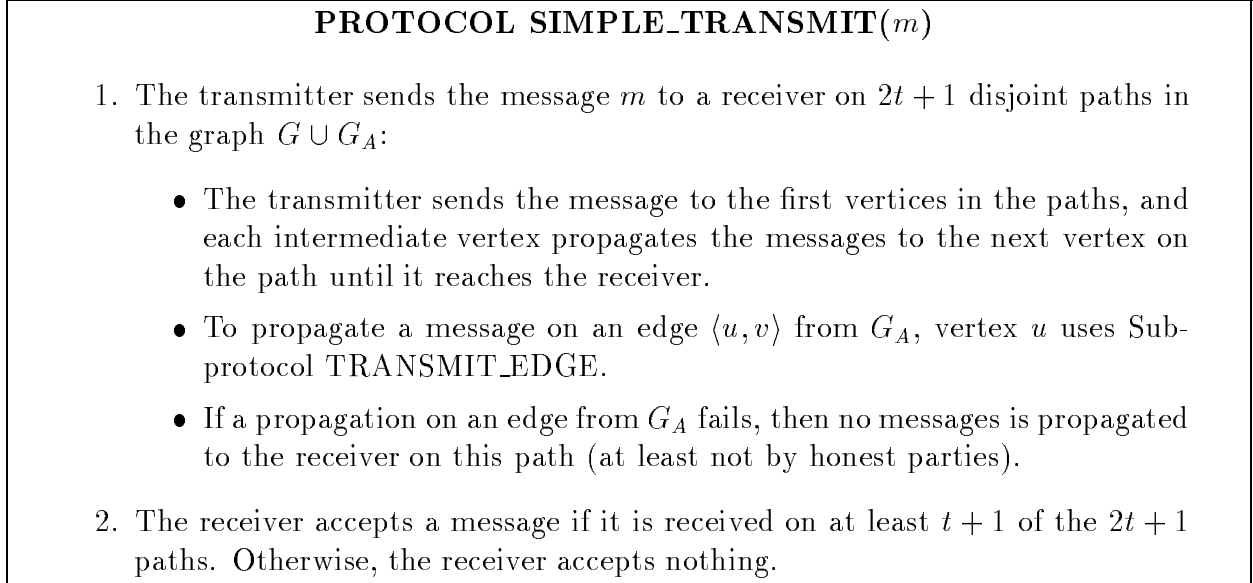 PROTOCOL SIMPLE_TRANSMIT(m)
1. The transmitter sends the message m to a receiver on 2t + 1 disjoint paths in
the graph G ∪ G_A:
• The transmitter sends the message to the first vertices in the paths, and
each intermediate vertex propagates the messages to the next vertex on
the path until it reaches the receiver.
• To propagate a message on an edge ⟨u, v⟩ from G_A, vertex u uses Sub-
protocol TRANSMIT_EDGE.
• If a propagation on an edge from G_A fails, then no messages is propagated
to the receiver on this path (at least not by honest parties).
2. The receiver accepts a message if it is received on at least t + 1 of the 2t + 1
paths. Otherwise, the receiver accepts nothing.